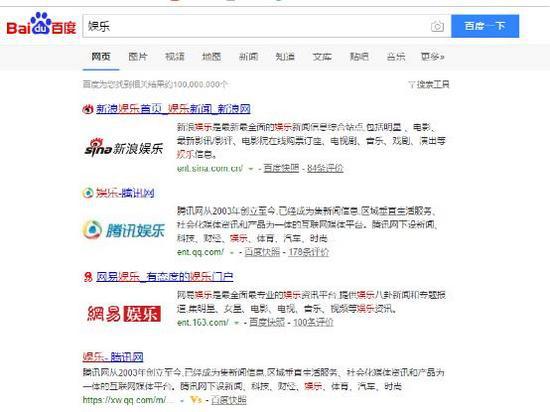 Bai du 百度
娱乐
百度一下
网页 图片 视频 地图 新闻 知道 文库 贴吧 音乐 更多»
百度为您找到相关结果约100,000,000个
搜索工具
新浪娱乐首页_娱乐新闻_新浪网
sina 新浪娱乐
新浪娱乐是最新最全面的娱乐新闻信息综合站点,包括明星、电影、
最新影讯/影评、电影院在线购票订座、电视剧、音乐、戏剧、演出等
娱乐信息。
ent.sina.com.cn/ - 百度快照 - 84条评价
娱乐-腾讯网
腾讯娱乐
腾讯网从2003年创立至今,已经成为集新闻信息,区域垂直生活服务、
社会化媒体资讯和产品为一体的互联网媒体平台。腾讯网下设新闻、
科技、财经、娱乐、体育、汽车、时尚
ent.qq.com/ - 百度快照 - 178条评价
网易娱乐_有态度的娱乐门户
網易 娱乐
网易娱乐是最全面最专业的娱乐资讯平台,提供娱乐八卦新闻和专题报
道,集明星、女星、电影、电视、音乐、视频等娱乐资讯。
ent.163.com/ - 百度快照 - 100条评价
娱乐- 腾讯网
腾讯网从2003年创立至今,已经成为集新闻信息,区域垂直生活服务、社会化媒体资讯和产品为
一体的互联网媒体平台。腾讯网下设新闻、科技、财经、娱乐、体育、汽车、时尚
https://xw.qq.com/m/... - V3 - 百度快照